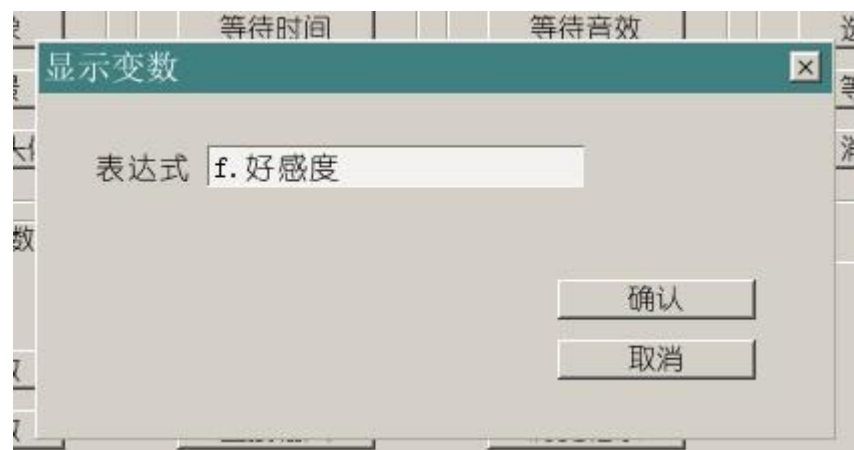 等待时间
等待音效
显示变数
表达式 f.好感度
数
确认
取消